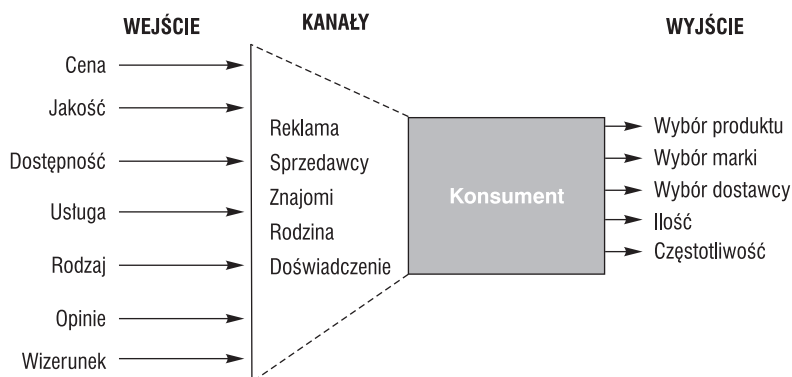 WEJŚCIE
KANAŁY
WYJŚCIE
Cena
Jakość
Dostępność
Usługa
Rodzaj
Opinie
Wizerunek
Reklama
Sprzedawcy
Znajomi
Rodzina
Doświadczenie
Konsument
Wybór produktu
Wybór marki
Wybór dostawcy
Ilość
Częstotliwość